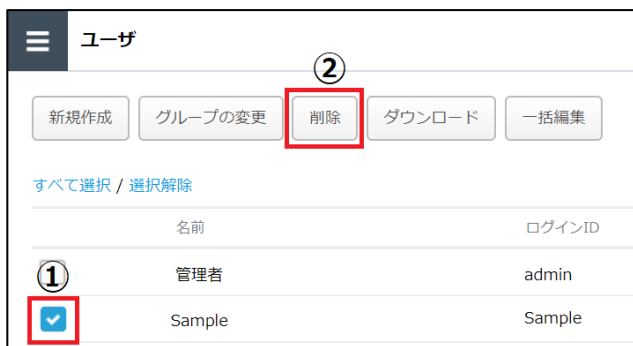 ユーザ
②
新規作成 グループの変更 削除 ダウンロード 一括編集
すべて選択 / 選択解除
名前 ログインID
①
管理者 admin
Sample Sample